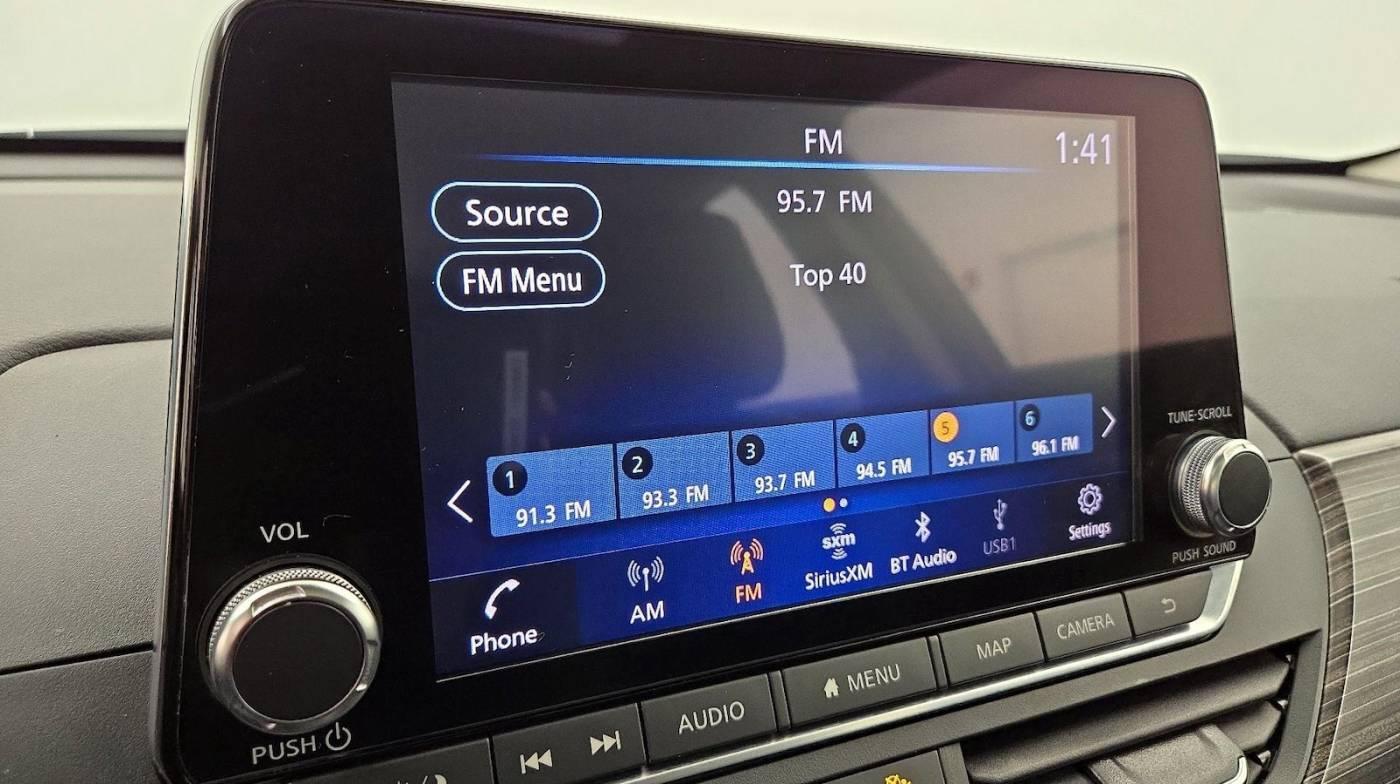 FM
1:41
Source
95.7 FM
FM Menu
Top 40
1
2
3
4
5
6
91.3 FM
93.3 FM
93.7 FM
94.5 FM
95.7 FM
96.1 FM
Phone
AM
FM
sxm
SiriusXM
BT Audio
USB1
Settings
VOL
PUSH
TUNE·SCROLL
PUSH SOUND
AUDIO
MENU
MAP
CAMERA